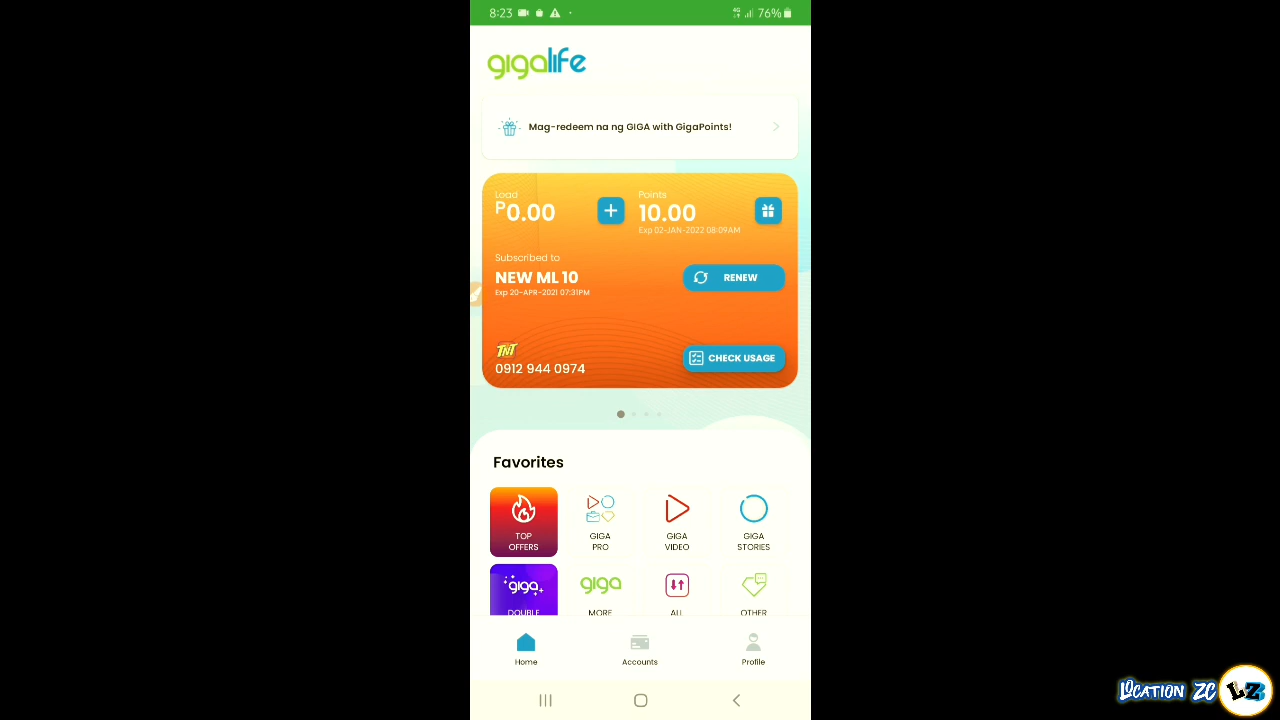 8:23 4G 76%
gigalife
Mag-redeem na ng GIGA with GigaPoints!
Load
₱0.00
Points
10.00
Exp 02-JAN-2022 08:09AM
Subscribed to
NEW ML 10
Exp 20-APR-2021 07:31PM
RENEW
TNT
0912 944 0974
CHECK USAGE
Favorites
TOP
OFFERS
GIGA
PRO
GIGA
VIDEO
GIGA
STORIES
giga
DOUBLE
giga
MORE
ALL
OTHER
Home
Accounts
Profile
LOCATION ZC LZ